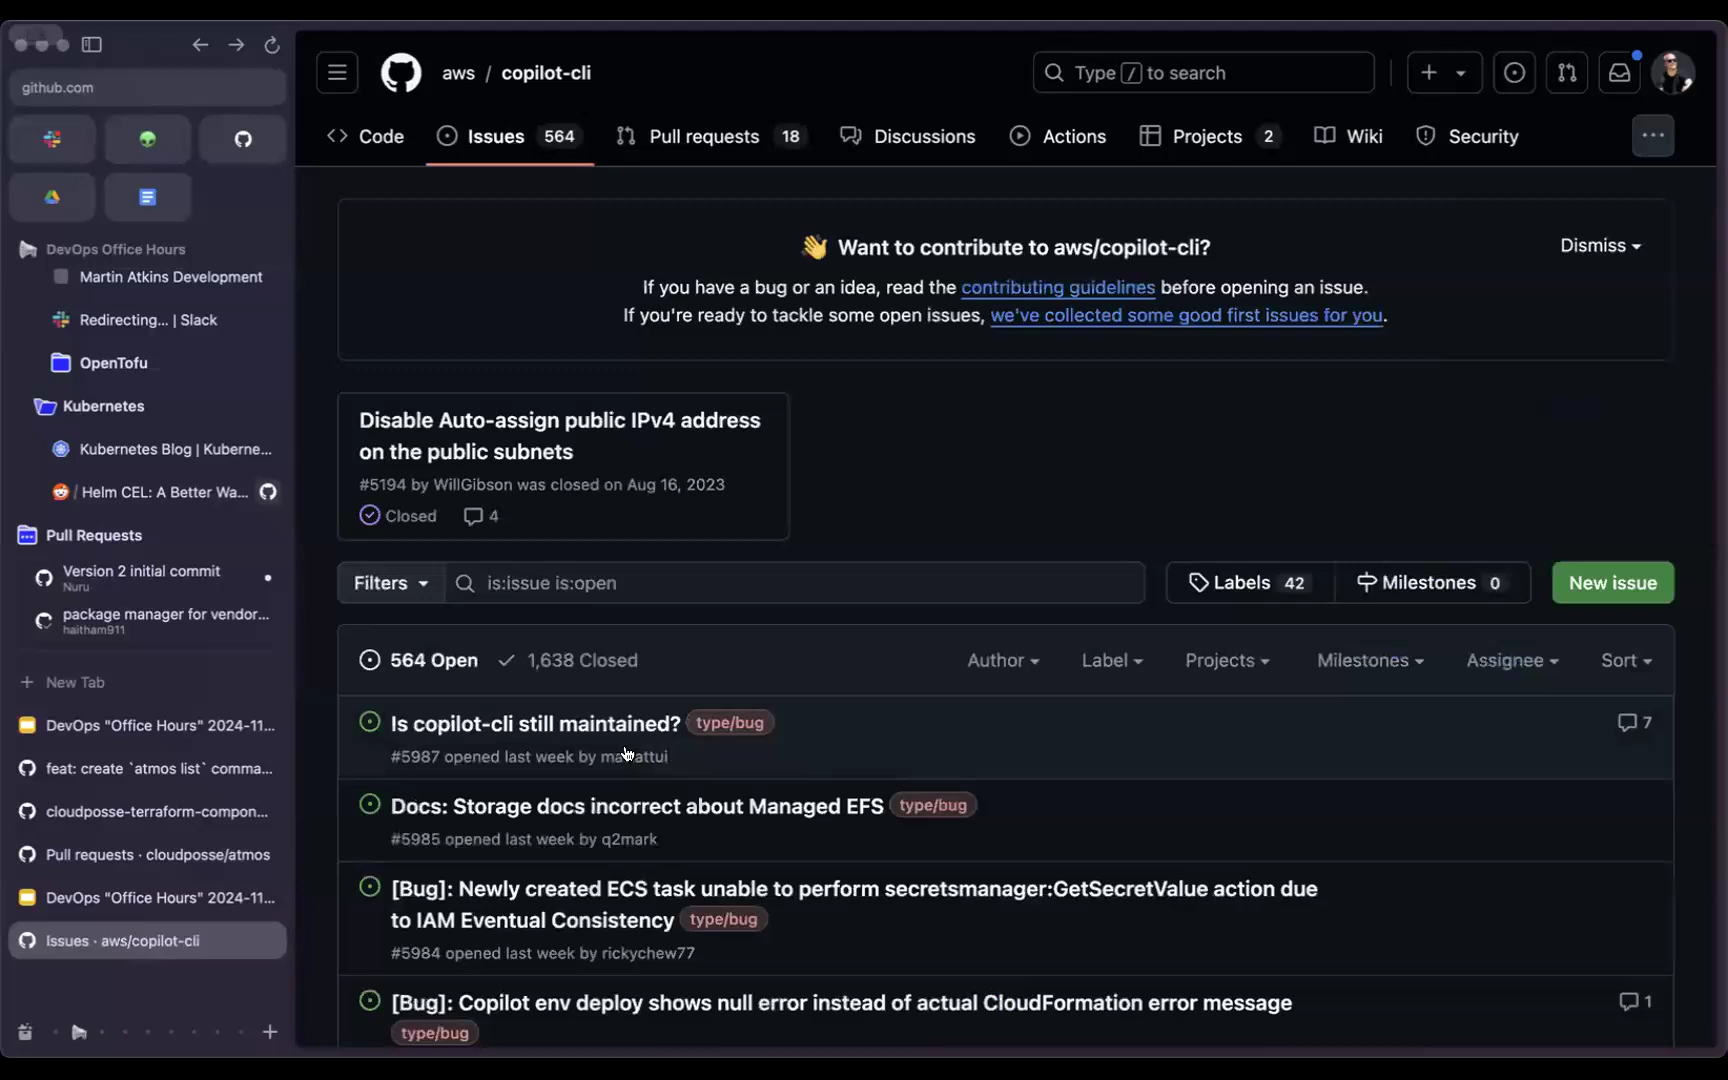 github.com
DevOps Office Hours
Martin Atkins Development
Redirecting... | Slack
OpenTofu
Kubernetes
Kubernetes Blog | Kuberne...
/ Helm CEL: A Better Wa...
Pull Requests
Version 2 initial commit
Nuru
package manager for vendor...
haitham911
+ New Tab
DevOps "Office Hours" 2024-11...
feat: create `atmos list` comma...
cloudposse-terraform-compon...
Pull requests · cloudposse/atmos
DevOps "Office Hours" 2024-11...
Issues · aws/copilot-cli
aws / copilot-cli
Type / to search
Code
Issues 564
Pull requests 18
Discussions
Actions
Projects 2
Wiki
Security
Want to contribute to aws/copilot-cli?
Dismiss
If you have a bug or an idea, read the contributing guidelines before opening an issue.
If you're ready to tackle some open issues, we've collected some good first issues for you.
Disable Auto-assign public IPv4 address
on the public subnets
#5194 by WillGibson was closed on Aug 16, 2023
Closed 4
Filters
is:issue is:open
Labels 42
Milestones 0
New issue
564 Open 1,638 Closed
Author
Label
Projects
Milestones
Assignee
Sort
Is copilot-cli still maintained? type/bug 7
#5987 opened last week by
Docs: Storage docs incorrect about Managed EFS type/bug
#5985 opened last week by q2mark
[Bug]: Newly created ECS task unable to perform secretsmanager:GetSecretValue action due
to IAM Eventual Consistency type/bug
#5984 opened last week by rickychew77
[Bug]: Copilot env deploy shows null error instead of actual CloudFormation error message 1
type/bug